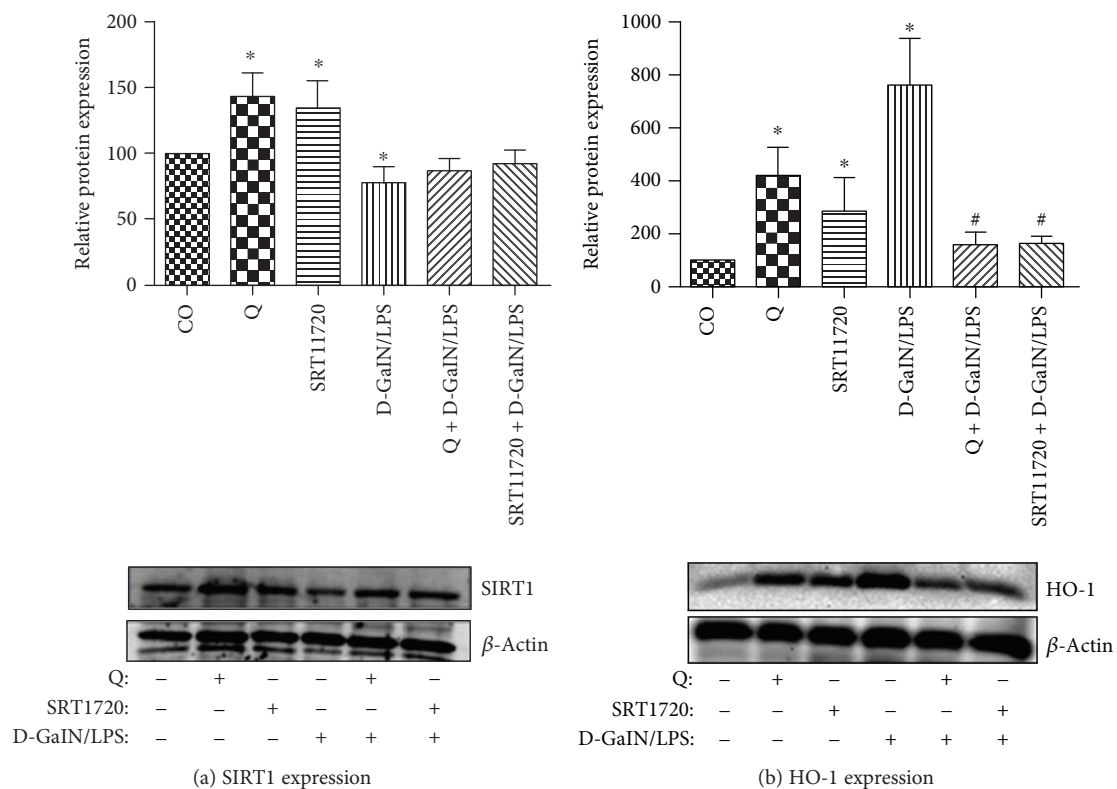 200
150
100
50
0
Relative protein expression
*
*
*
CO
Q
SRT11720
D-GaIN/LPS
Q + D-GaIN/LPS
SRT11720 + D-GaIN/LPS
SIRT1
β-Actin
Q: – + – – + –
SRT1720: – – + – – +
D-GaIN/LPS: – – – + + +
(a) SIRT1 expression
1000
800
600
400
200
0
Relative protein expression
*
*
*
#
#
CO
Q
SRT11720
D-GaIN/LPS
Q + D-GaIN/LPS
SRT11720 + D-GaIN/LPS
HO-1
β-Actin
Q: – + – – + –
SRT1720: – – + – – +
D-GaIN/LPS: – – – + + +
(b) HO-1 expression